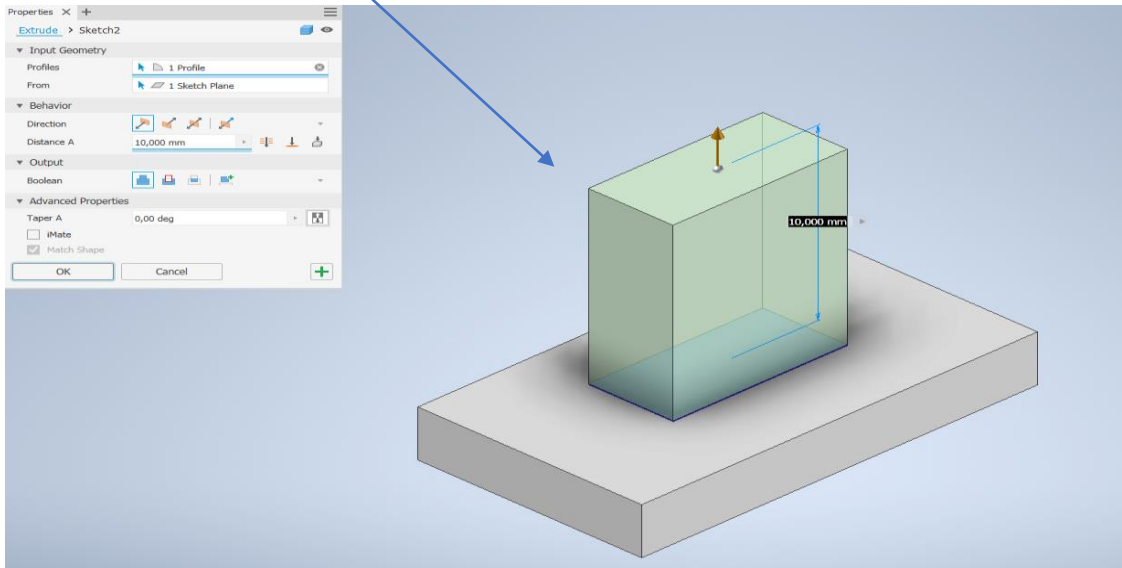 Properties × +
Extrude > Sketch2
Input Geometry
Profiles 1 Profile
From 1 Sketch Plane
Behavior
Direction
Distance A 10,000 mm
Output
Boolean
Advanced Properties
Taper A 0,00 deg
iMate
Match Shape
OK Cancel
10,000 mm